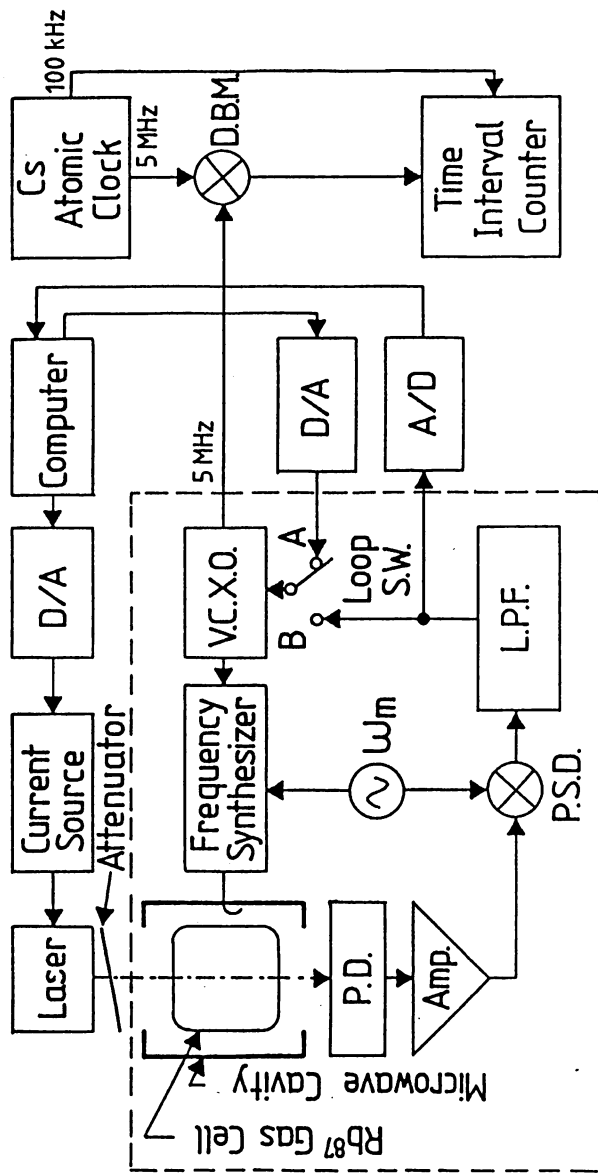 Laser
Current
Source
D/A
Computer
Cs
Atomic
Clock
100 kHz
5 MHz
Attenuator
Microwave Cavity
Rb⁸⁷ Gas Cell
Frequency
Synthesizer
V.C.X.O.
5 MHz
D.B.M.
B
A
Loop
S.W.
D/A
P.D.
Amp.
ωm
P.S.D.
L.P.F.
A/D
Time
Interval
Counter